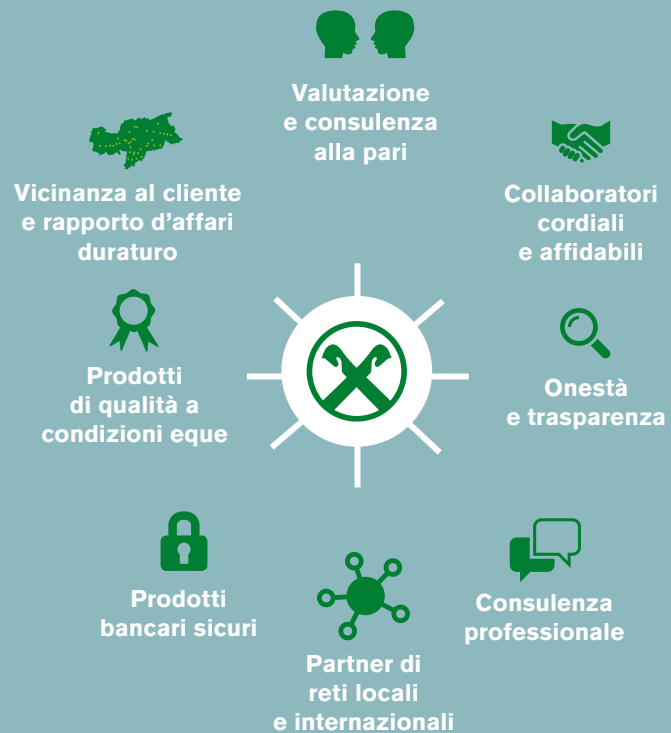 Valutazione
e consulenza
alla pari
Vicinanza al cliente
e rapporto d'affari
duraturo
Collaboratori
cordiali
e affidabili
Prodotti
di qualità a
condizioni eque
Onestà
e trasparenza
Prodotti
bancari sicuri
Partner di
reti locali
e internazionali
Consulenza
professionale